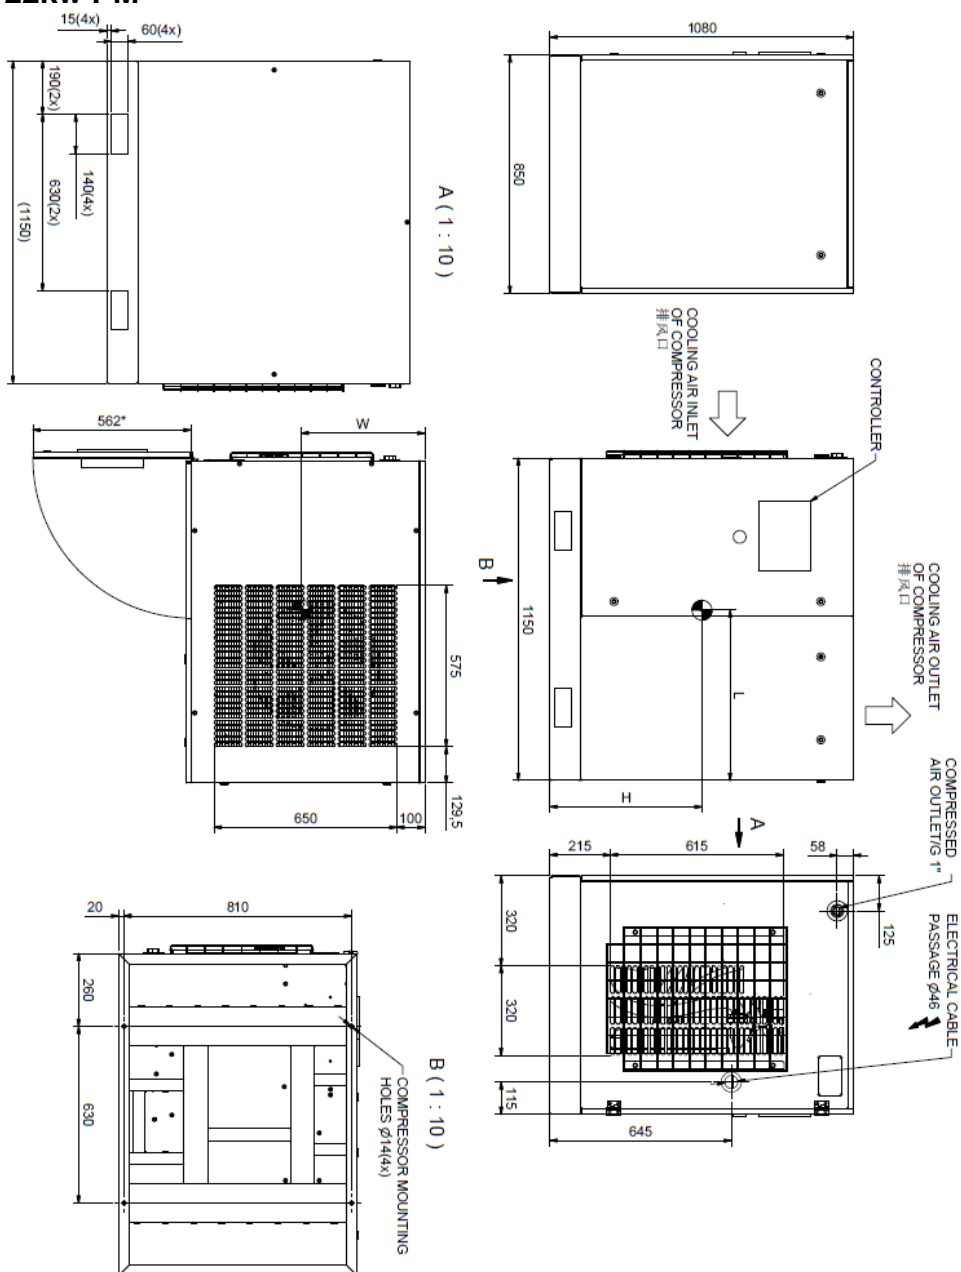 15(4x)
60(4x)
190(2x)
140(4x)
630(2x)
(1150)
A ( 1 : 10 )
1080
850
COOLING AIR INLET
OF COMPRESSOR
排风口
CONTROLLER
COOLING AIR OUTLET
OF COMPRESSOR
排风口
562*
W
575
129,5
650
100
B
1150
L
H
A
COMPRESSED
AIR OUTLET/G 1"
ELECTRICAL CABLE
PASSAGE Ø46
215
615
58
125
320
320
115
645
20
810
260
630
B ( 1 : 10 )
COMPRESSOR MOUNTING
HOLES Ø14(4x)